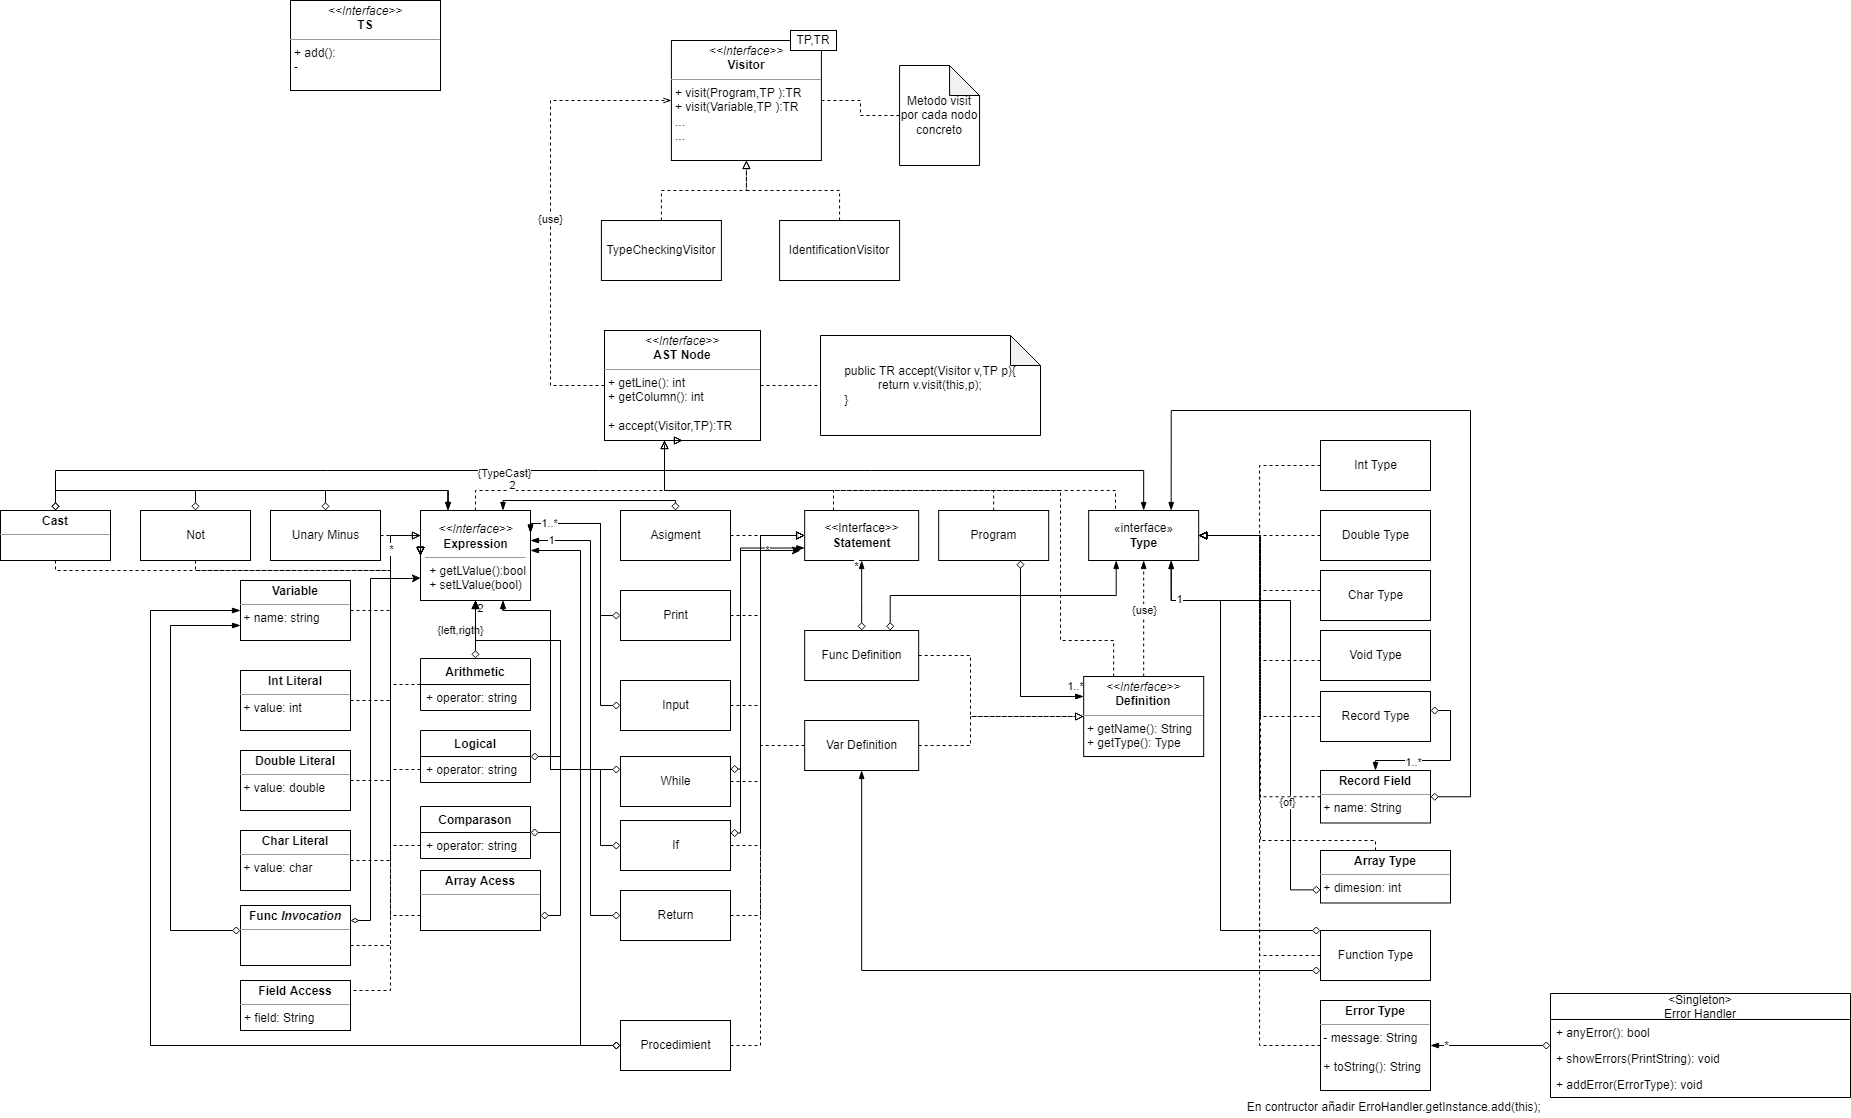 <<Interface>>
TS
+ add():
-
TP,TR
<<Interface>>
Visitor
+ visit(Program,TP ):TR
+ visit(Variable,TP ):TR
...
...
Metodo visit
por cada nodo
concreto
{use}
TypeCheckingVisitor
IdentificationVisitor
<<Interface>>
AST Node
+ getLine(): int
+ getColumn(): int
+ accept(Visitor,TP):TR
public TR accept(Visitor v,TP p){
return v.visit(this,p);
}
{TypeCast}
2
Cast
Not
Unary Minus
*
<<Interface>>
Expression
+ getLValue():bool
+ setLValue(bool)
1..*
1
2
{left,rigth}
Asigment
<<Interface>>
Statement
*
*
Program
«interface»
Type
1
{use}
Int Type
Double Type
Char Type
Void Type
Record Type
1..*
Record Field
+ name: String
{of}
Array Type
+ dimesion: int
Function Type
Error Type
- message: String
+ toString(): String
*
<Singleton>
Error Handler
+ anyError(): bool
+ showErrors(PrintString): void
+ addError(ErrorType): void
En contructor añadir ErroHandler.getInstance.add(this);
Variable
+ name: string
Int Literal
+ value: int
Double Literal
+ value: double
Char Literal
+ value: char
Func Invocation
Field Access
+ field: String
Arithmetic
+ operator: string
Logical
+ operator: string
Comparason
+ operator: string
Array Acess
Print
Input
While
If
Return
Procedimient
Func Definition
Var Definition
1..*
<<Interface>>
Definition
+ getName(): String
+ getType(): Type